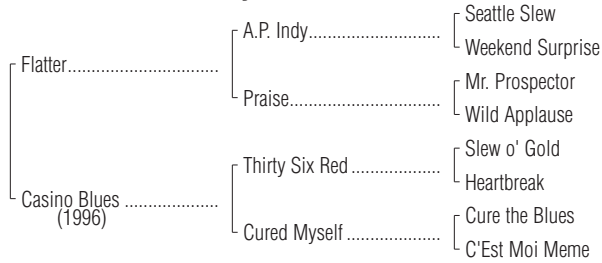 Seattle Slew
A.P. Indy..............................
Weekend Surprise
Flatter................................
Mr. Prospector
Praise.................................
Wild Applause
Slew o' Gold
Thirty Six Red ...................
Heartbreak
Casino Blues ....................
(1996)
Cure the Blues
Cured Myself ....................
C'Est Moi Meme